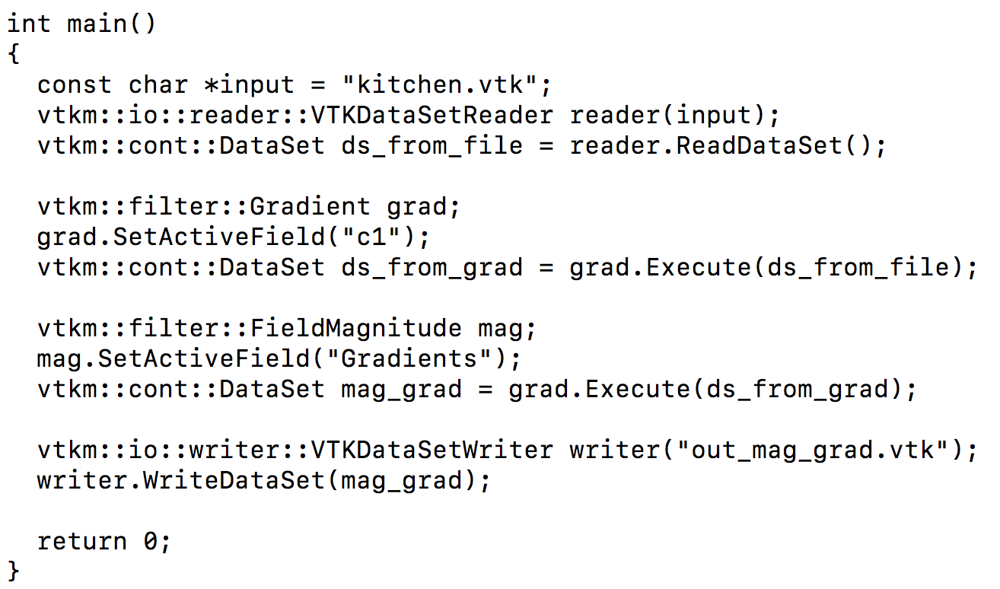 int main()
{
  const char *input = "kitchen.vtk";
  vtkm::io::reader::VTKDataSetReader reader(input);
  vtkm::cont::DataSet ds_from_file = reader.ReadDataSet();

  vtkm::filter::Gradient grad;
  grad.SetActiveField("c1");
  vtkm::cont::DataSet ds_from_grad = grad.Execute(ds_from_file);

  vtkm::filter::FieldMagnitude mag;
  mag.SetActiveField("Gradients");
  vtkm::cont::DataSet mag_grad = grad.Execute(ds_from_grad);

  vtkm::io::writer::VTKDataSetWriter writer("out_mag_grad.vtk");
  writer.WriteDataSet(mag_grad);

  return 0;
}